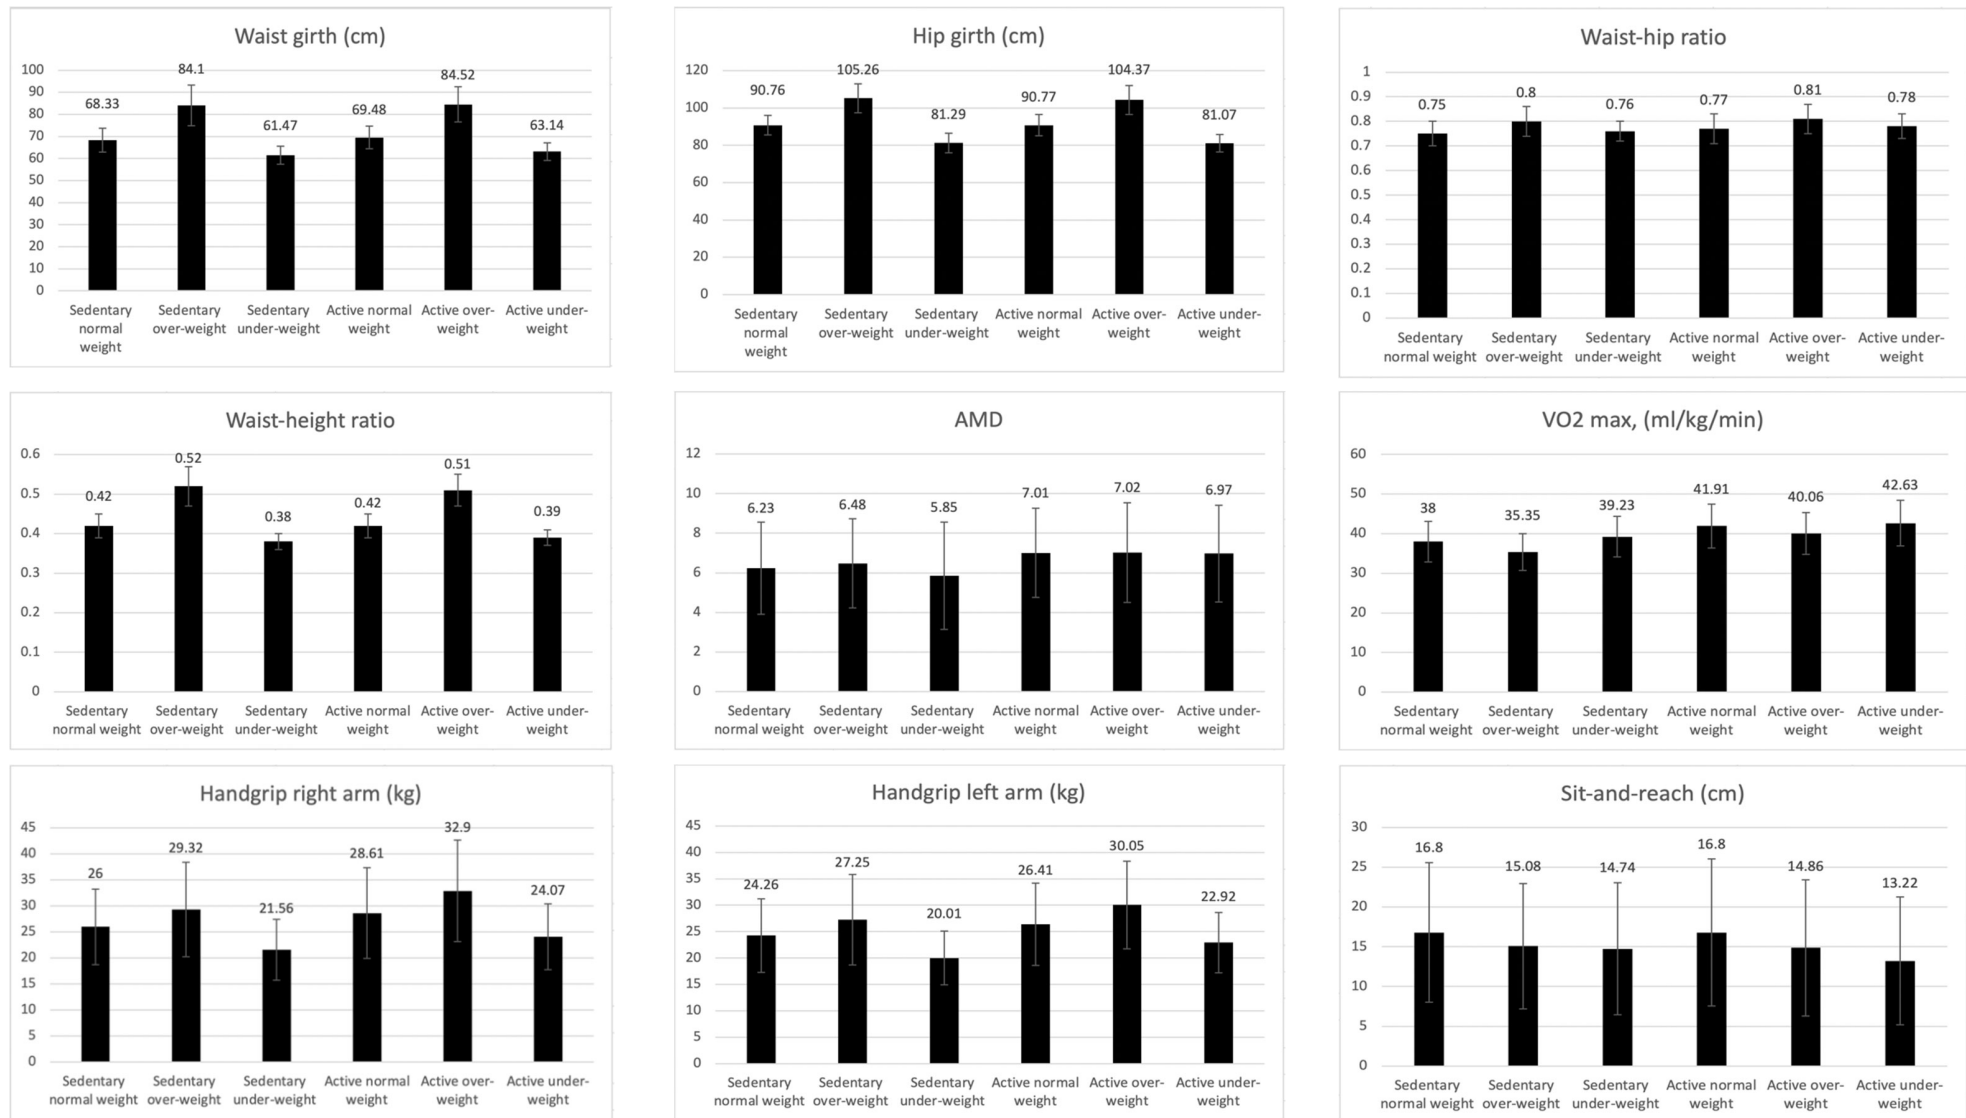 Waist girth (cm)
100
90
80
70
60
50
40
30
20
10
0
68.33
84.1
61.47
69.48
84.52
63.14
Sedentary normal weight
Sedentary over-weight
Sedentary under-weight
Active normal weight
Active over-weight
Active under-weight
Hip girth (cm)
120
100
80
60
40
20
0
90.76
105.26
81.29
90.77
104.37
81.07
Sedentary normal weight
Sedentary over-weight
Sedentary under-weight
Active normal weight
Active over-weight
Active under-weight
Waist-hip ratio
1
0.9
0.8
0.7
0.6
0.5
0.4
0.3
0.2
0.1
0
0.75
0.8
0.76
0.77
0.81
0.78
Sedentary normal weight
Sedentary over-weight
Sedentary under-weight
Active normal weight
Active over-weight
Active under-weight
Waist-height ratio
0.6
0.5
0.4
0.3
0.2
0.1
0
0.42
0.52
0.38
0.42
0.51
0.39
Sedentary normal weight
Sedentary over-weight
Sedentary under-weight
Active normal weight
Active over-weight
Active under-weight
AMD
12
10
8
6
4
2
0
6.23
6.48
5.85
7.01
7.02
6.97
Sedentary normal weight
Sedentary over-weight
Sedentary under-weight
Active normal weight
Active over-weight
Active under-weight
VO2 max, (ml/kg/min)
60
50
40
30
20
10
0
38
35.35
39.23
41.91
40.06
42.63
Sedentary normal weight
Sedentary over-weight
Sedentary under-weight
Active normal weight
Active over-weight
Active under-weight
Handgrip right arm (kg)
45
40
35
30
25
20
15
10
5
0
26
29.32
21.56
28.61
32.9
24.07
Sedentary normal weight
Sedentary over-weight
Sedentary under-weight
Active normal weight
Active over-weight
Active under-weight
Handgrip left arm (kg)
45
40
35
30
25
20
15
10
5
0
24.26
27.25
20.01
26.41
30.05
22.92
Sedentary normal weight
Sedentary over-weight
Sedentary under-weight
Active normal weight
Active over-weight
Active under-weight
Sit-and-reach (cm)
30
25
20
15
10
5
0
16.8
15.08
14.74
16.8
14.86
13.22
Sedentary normal weight
Sedentary over-weight
Sedentary under-weight
Active normal weight
Active over-weight
Active under-weight